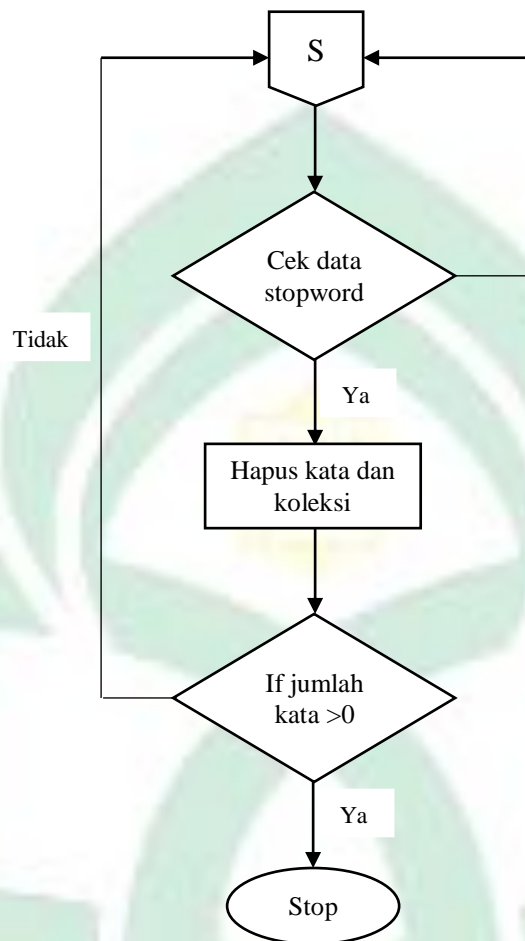 S
Cek data
stopword
Tidak
Ya
Hapus kata dan
koleksi
If jumlah
kata >0
Ya
Stop